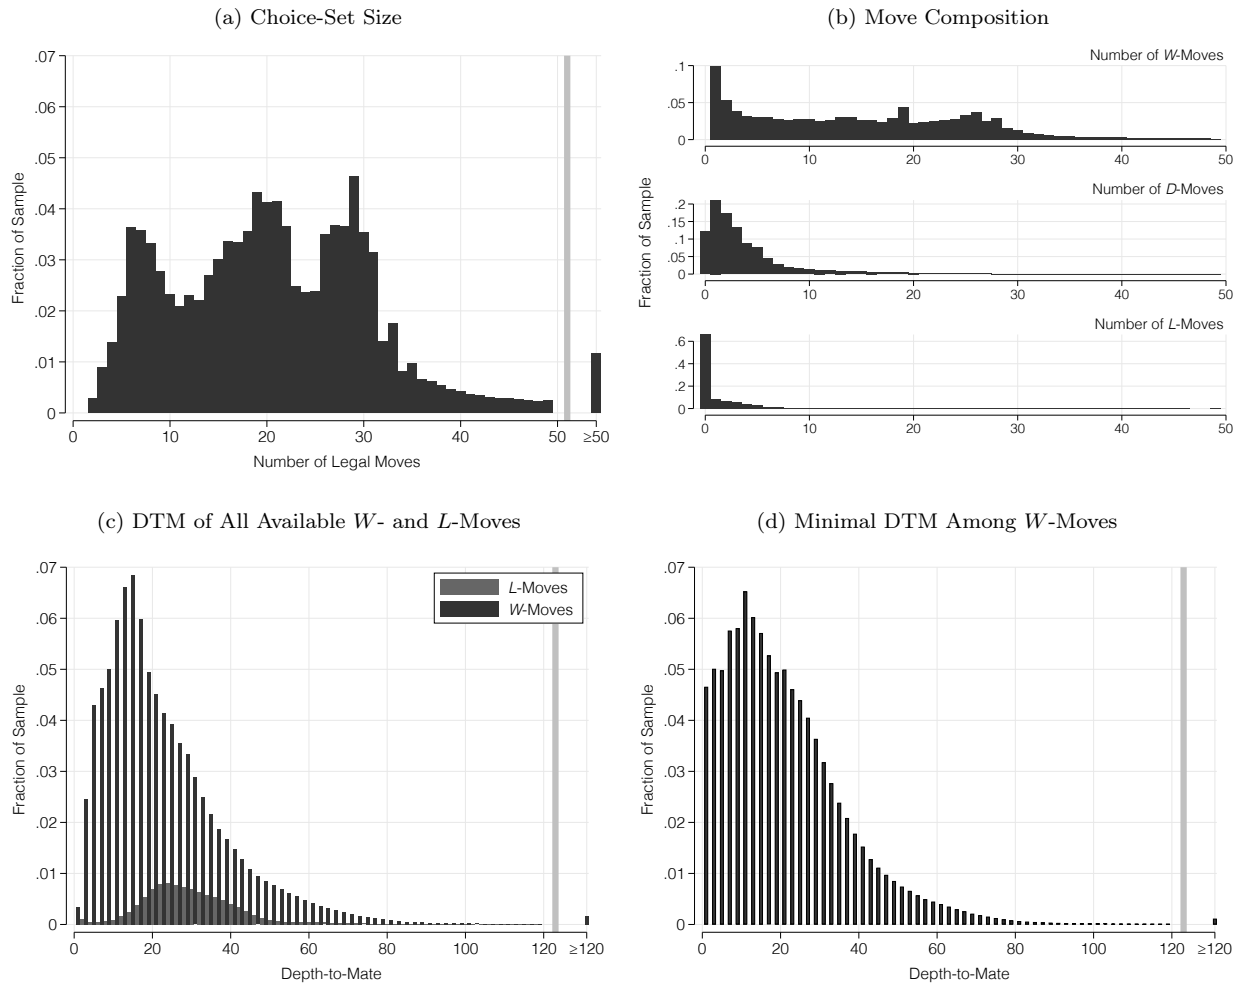 (a) Choice-Set Size
.07
.06
.05
.04
.03
.02
.01
0
Fraction of Sample
0 10 20 30 40 50 ≥50
Number of Legal Moves
(b) Move Composition
Fraction of Sample
Number of W-Moves
.1
.05
0
0 10 20 30 40 50
Number of D-Moves
.2
.15
.1
.05
0
0 10 20 30 40 50
Number of L-Moves
.6
.4
.2
0
0 10 20 30 40 50
(c) DTM of All Available W- and L-Moves
L-Moves
W-Moves
.07
.06
.05
.04
.03
.02
.01
0
Fraction of Sample
0 20 40 60 80 100 120 ≥120
Depth-to-Mate
(d) Minimal DTM Among W-Moves
.07
.06
.05
.04
.03
.02
.01
0
Fraction of Sample
0 20 40 60 80 100 120 ≥120
Depth-to-Mate